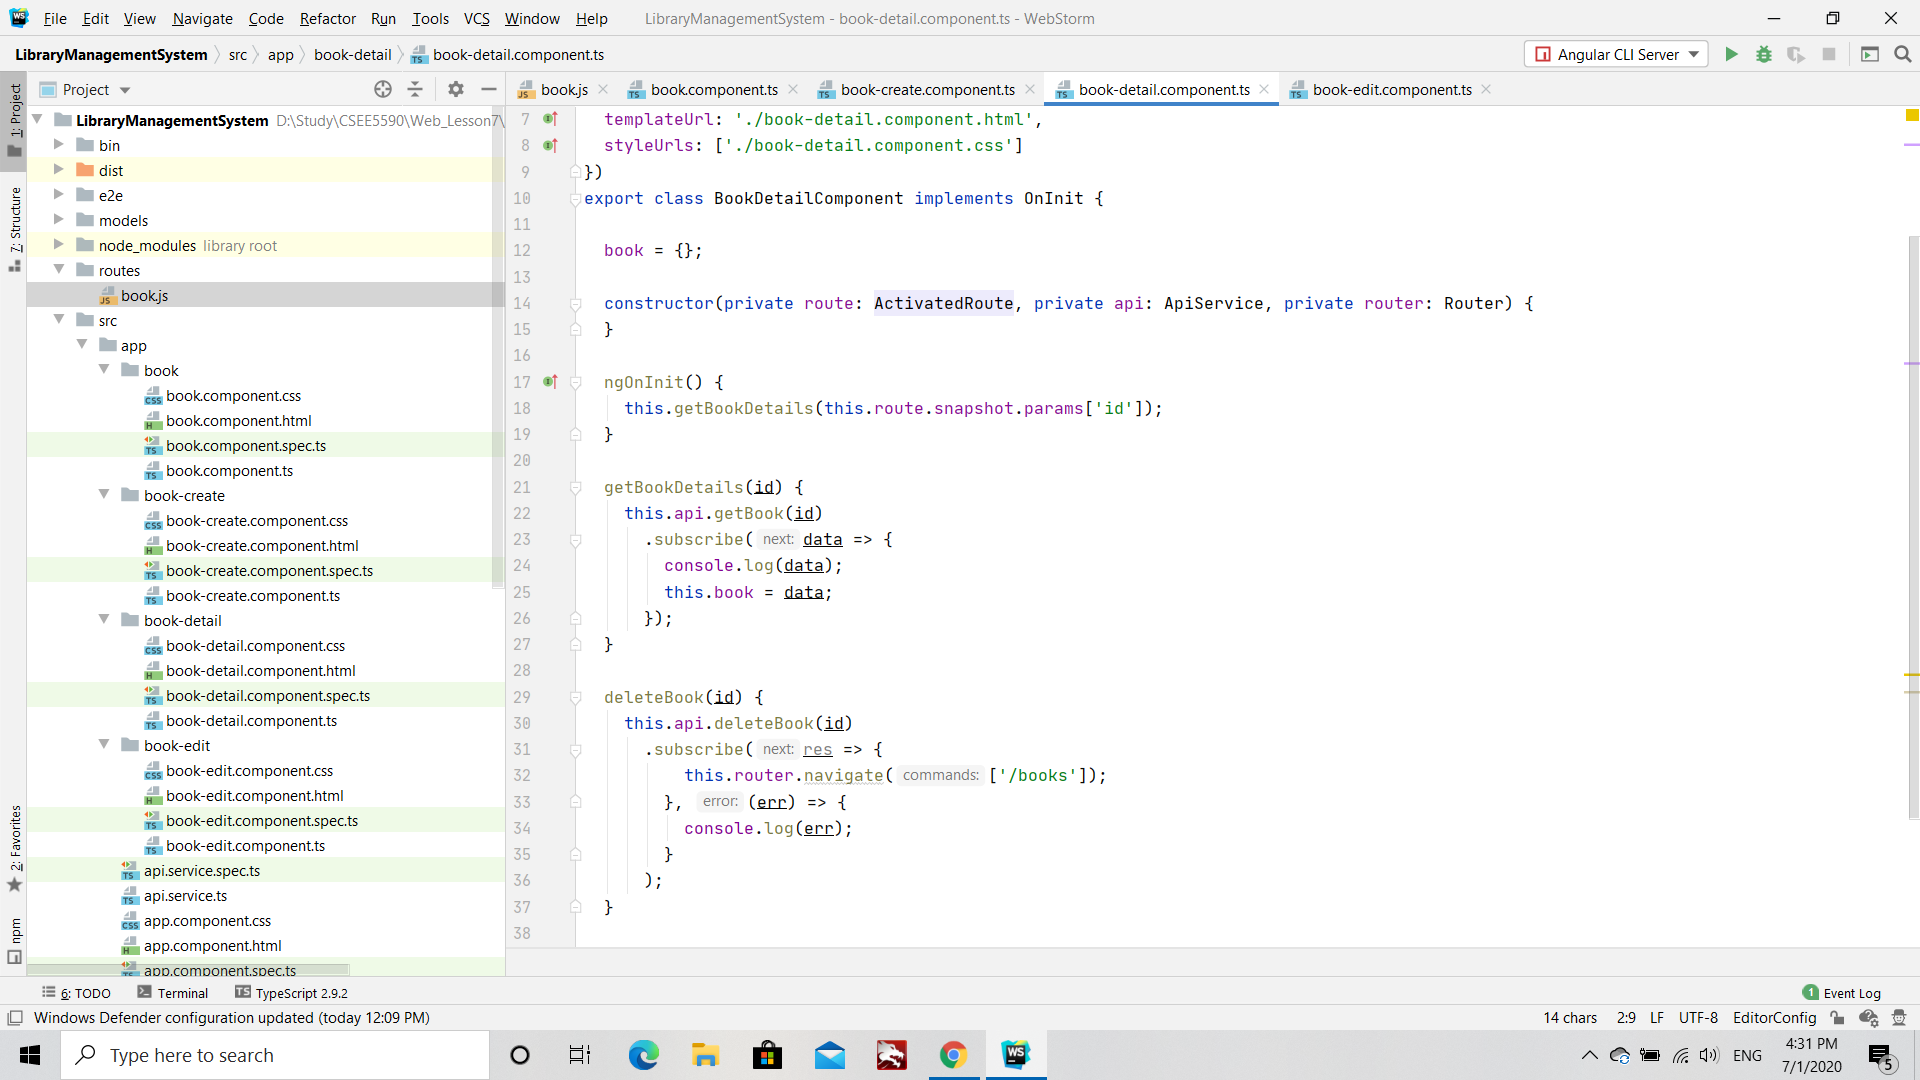 File Edit View Navigate Code Refactor Run Tools VCS Window Help LibraryManagementSystem - book-detail.component.ts - WebStorm
LibraryManagementSystem src app book-detail book-detail.component.ts Angular CLI Server
Project
book.js book.component.ts book-create.component.ts book-detail.component.ts book-edit.component.ts
1: Project
7: Structure
2: Favorites
npm
LibraryManagementSystem D:\Study\CSEE5590\Web_Lesson7\
bin
dist
e2e
models
node_modules library root
routes
book.js
src
app
book
book.component.css
book.component.html
book.component.spec.ts
book.component.ts
book-create
book-create.component.css
book-create.component.html
book-create.component.spec.ts
book-create.component.ts
book-detail
book-detail.component.css
book-detail.component.html
book-detail.component.spec.ts
book-detail.component.ts
book-edit
book-edit.component.css
book-edit.component.html
book-edit.component.spec.ts
book-edit.component.ts
api.service.spec.ts
api.service.ts
app.component.css
app.component.html
app.component.spec.ts
7 templateUrl: './book-detail.component.html',
8 styleUrls: ['./book-detail.component.css']
9 })
10 export class BookDetailComponent implements OnInit {
11
12 book = {};
13
14 constructor(private route: ActivatedRoute, private api: ApiService, private router: Router) {
15 }
16
17 ngOnInit() {
18 this.getBookDetails(this.route.snapshot.params['id']);
19 }
20
21 getBookDetails(id) {
22 this.api.getBook(id)
23 .subscribe( next: data => {
24 console.log(data);
25 this.book = data;
26 });
27 }
28
29 deleteBook(id) {
30 this.api.deleteBook(id)
31 .subscribe( next: res => {
32 this.router.navigate( commands: ['/books']);
33 }, error: (err) => {
34 console.log(err);
35 }
36 );
37 }
38
6: TODO Terminal TypeScript 2.9.2 1 Event Log
Windows Defender configuration updated (today 12:09 PM) 14 chars 2:9 LF UTF-8 EditorConfig
Type here to search
WS
ENG
4:31 PM
7/1/2020
5